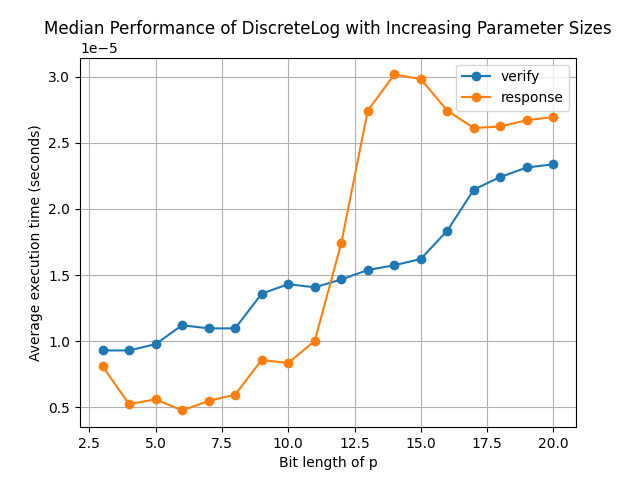 Median Performance of DiscreteLog with Increasing Parameter Sizes
1e−5
3.0
2.5
2.0
1.5
1.0
0.5
Average execution time (seconds)
verify
response
2.5 5.0 7.5 10.0 12.5 15.0 17.5 20.0
Bit length of p